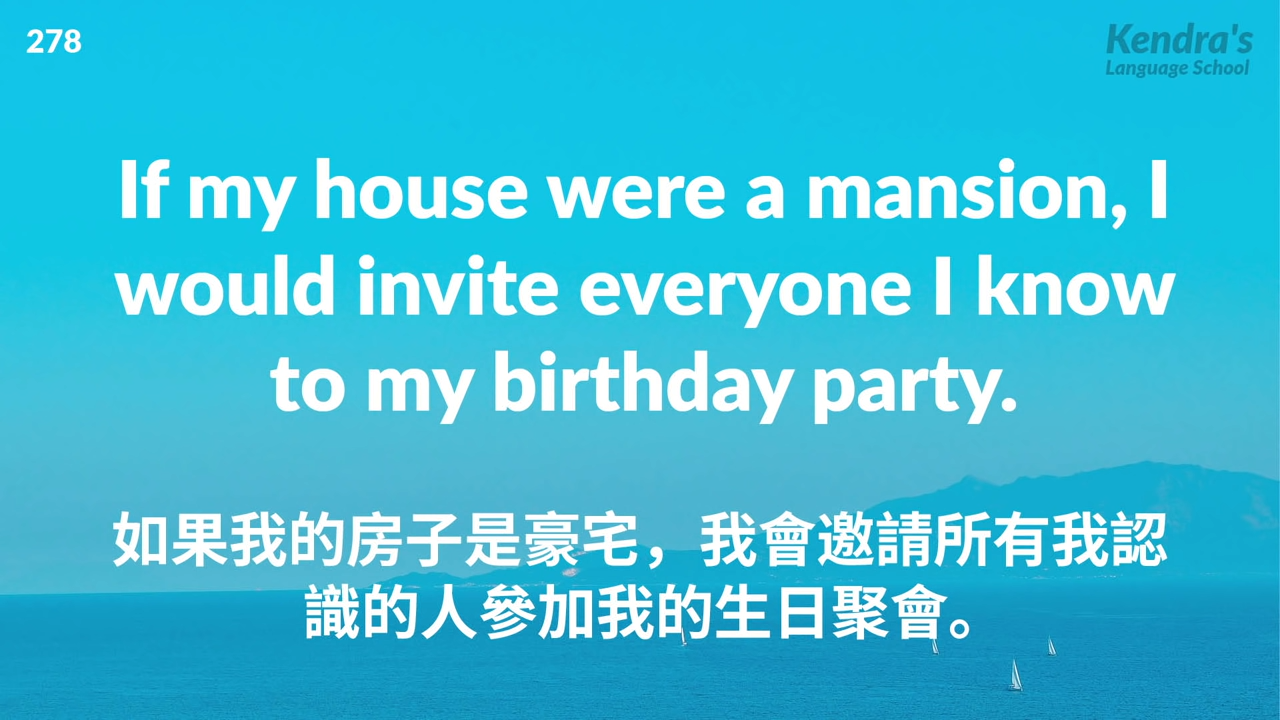 278
Kendra's
Language School
If my house were a mansion, I
would invite everyone I know
to my birthday party.
如果我的房子是豪宅，我會邀請所有我認
識的人參加我的生日聚會。